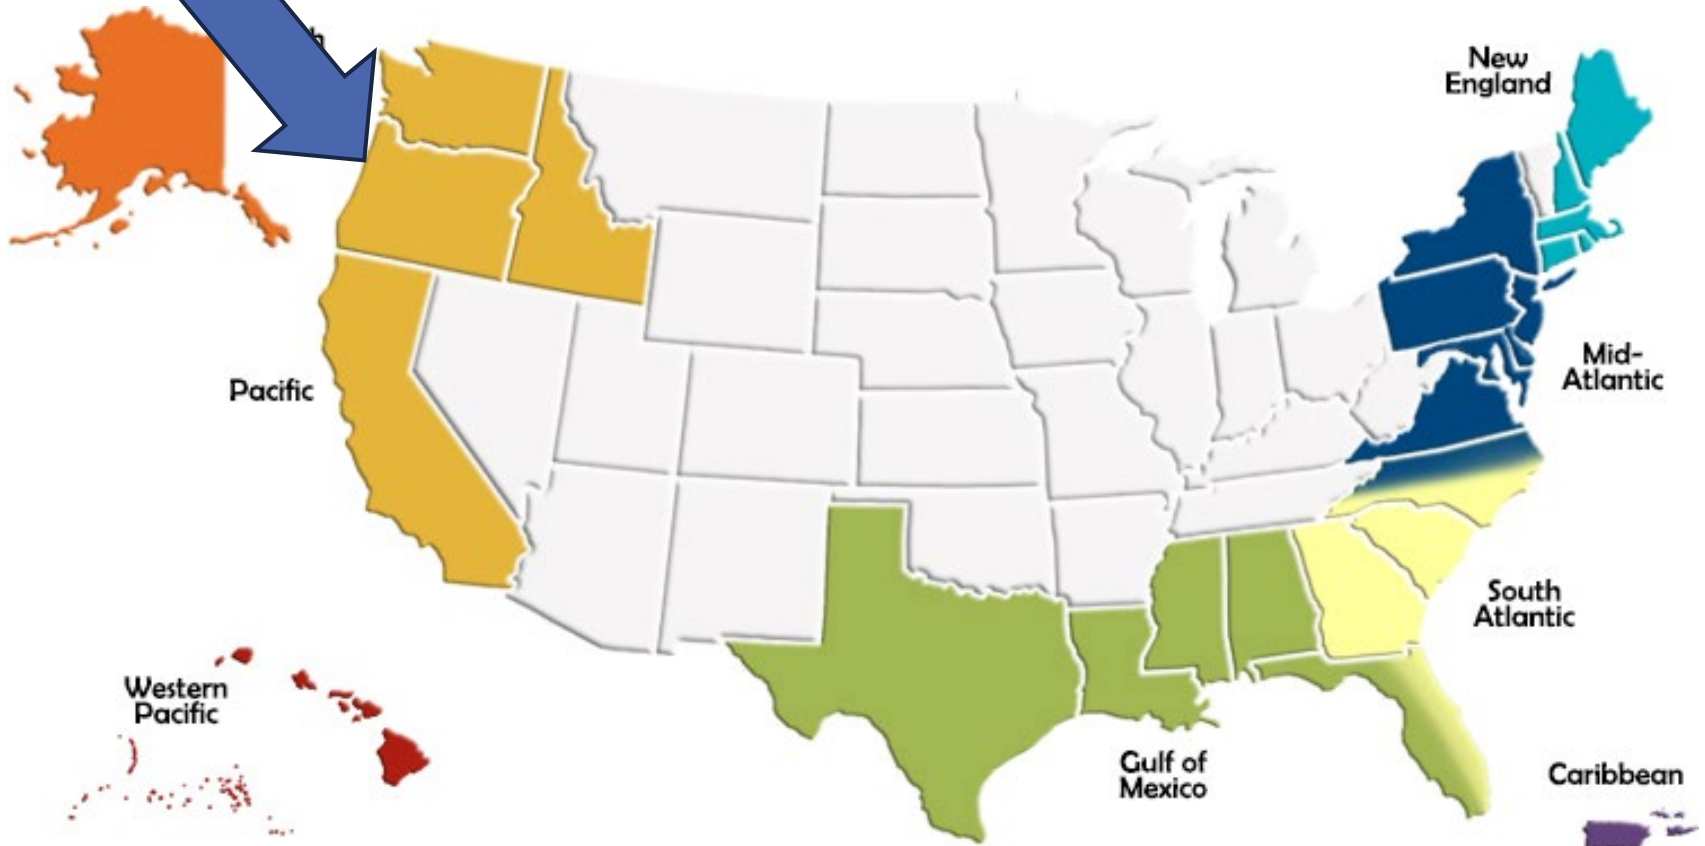 New
England
Pacific
Mid-
Atlantic
South
Atlantic
Western
Pacific
Gulf of
Mexico
Caribbean